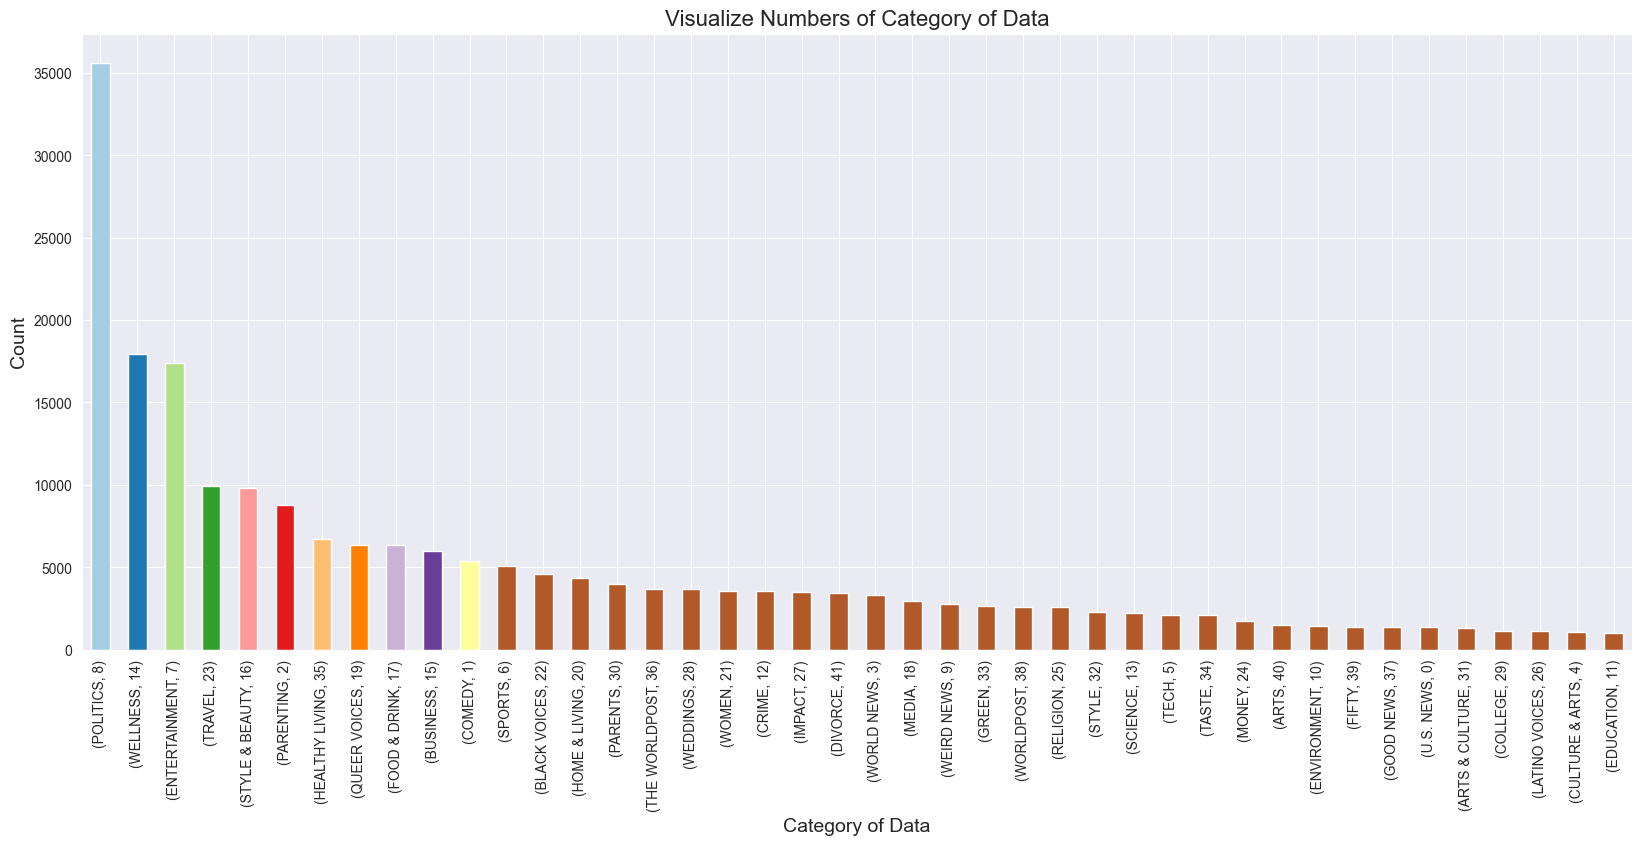 Visualize Numbers of Category of Data
35000
30000
25000
20000
15000
10000
5000
0
Count
(POLITICS, 8)
(WELLNESS, 14)
(ENTERTAINMENT, 7)
(TRAVEL, 23)
(STYLE & BEAUTY, 16)
(PARENTING, 2)
(HEALTHY LIVING, 35)
(QUEER VOICES, 19)
(FOOD & DRINK, 17)
(BUSINESS, 15)
(COMEDY, 1)
(SPORTS, 6)
(BLACK VOICES, 22)
(HOME & LIVING, 20)
(PARENTS, 30)
(THE WORLDPOST, 36)
(WEDDINGS, 28)
(WOMEN, 21)
(CRIME, 12)
(IMPACT, 27)
(DIVORCE, 41)
(WORLD NEWS, 3)
(MEDIA, 18)
(WEIRD NEWS, 9)
(GREEN, 33)
(WORLDPOST, 38)
(RELIGION, 25)
(STYLE, 32)
(SCIENCE, 13)
(TECH, 5)
(TASTE, 34)
(MONEY, 24)
(ARTS, 40)
(ENVIRONMENT, 10)
(FIFTY, 39)
(GOOD NEWS, 37)
(U.S. NEWS, 0)
(ARTS & CULTURE, 31)
(COLLEGE, 29)
(LATINO VOICES, 26)
(CULTURE & ARTS, 4)
(EDUCATION, 11)
Category of Data